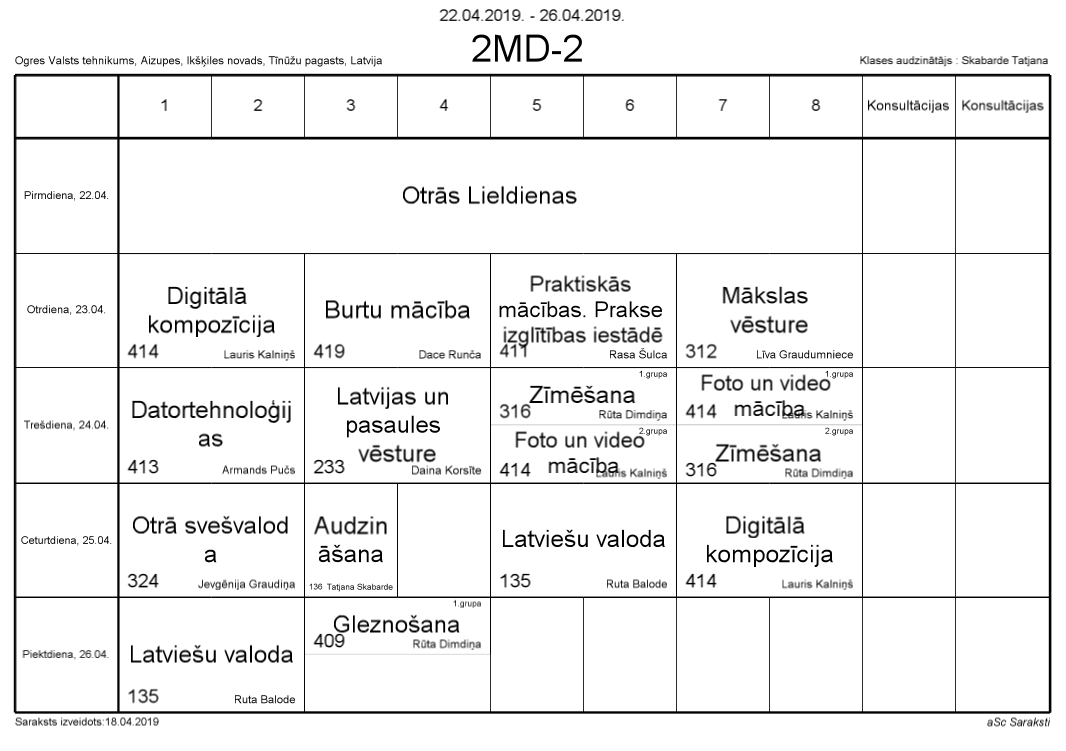 22.04.2019. - 26.04.2019.
2MD-2
Ogres Valsts tehnikums, Aizupes, Ikšķiles novads, Tīnūžu pagasts, Latvija
Klases audzinātājs : Skabarde Tatjana
1 2 3 4 5 6 7 8 Konsultācijas Konsultācijas
Pirmdiena, 22.04.
Otrās Lieldienas
Otrdiena, 23.04.
Digitālā
kompozīcija
414 Lauris Kalniņš
Burtu mācība
419 Dace Runča
Praktiskās
mācības. Prakse
izglītības iestādē
411 Rasa Šulca
Mākslas
vēsture
312 Līva Graudumniece
Trešdiena, 24.04.
Datortehnoloģij
as
413 Armands Pučs
Latvijas un
pasaules
vēsture
233 Daina Korsīte
1.grupa
Zīmēšana
316 Rūta Dimdiņa
2.grupa
Foto un video
mācība
414 Lauris Kalniņš
1.grupa
Foto un video
mācība
414 Lauris Kalniņš
2.grupa
Zīmēšana
316 Rūta Dimdiņa
Ceturtdiena, 25.04.
Otrā svešvalod
a
324 Jevgēnija Graudiņa
Audzin
āšana
136 Tatjana Skabarde
Latviešu valoda
135 Ruta Balode
Digitālā
kompozīcija
414 Lauris Kalniņš
Piektdiena, 26.04.
Latviešu valoda
135 Ruta Balode
1.grupa
Gleznošana
409 Rūta Dimdiņa
Saraksts izveidots:18.04.2019
aSc Saraksti